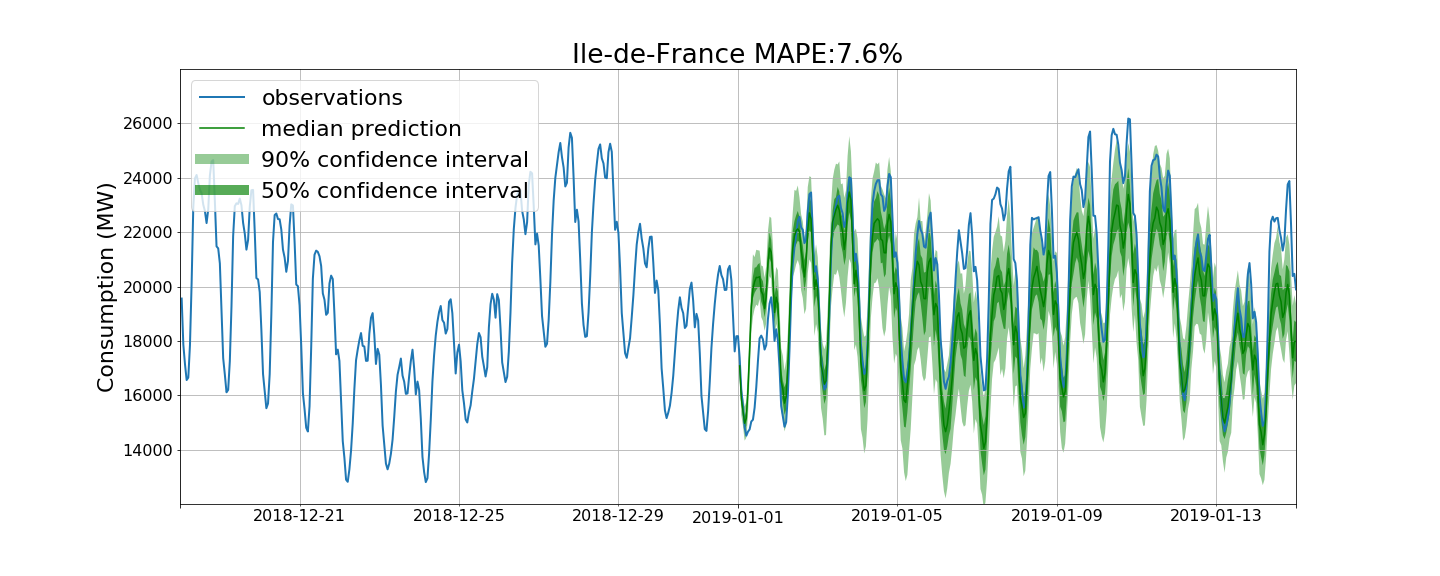 Ile-de-France MAPE:7.6%
observations
median prediction
90% confidence interval
50% confidence interval
Consumption (MW)
26000
24000
22000
20000
18000
16000
14000
2018-12-21
2018-12-25
2018-12-29
2019-01-01
2019-01-05
2019-01-09
2019-01-13